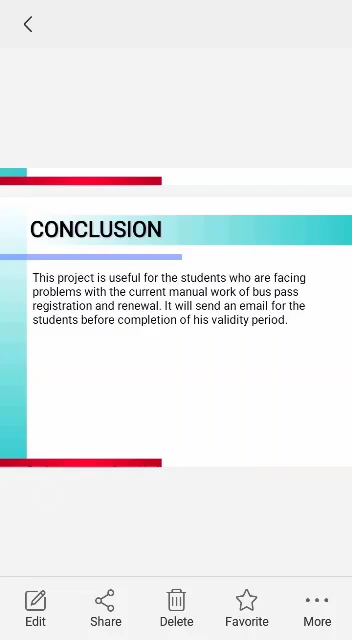 CONCLUSION
This project is useful for the students who are facing
problems with the current manual work of bus pass
registration and renewal. It will send an email for the
students before completion of his validity period.
Edit
Share
Delete
Favorite
More